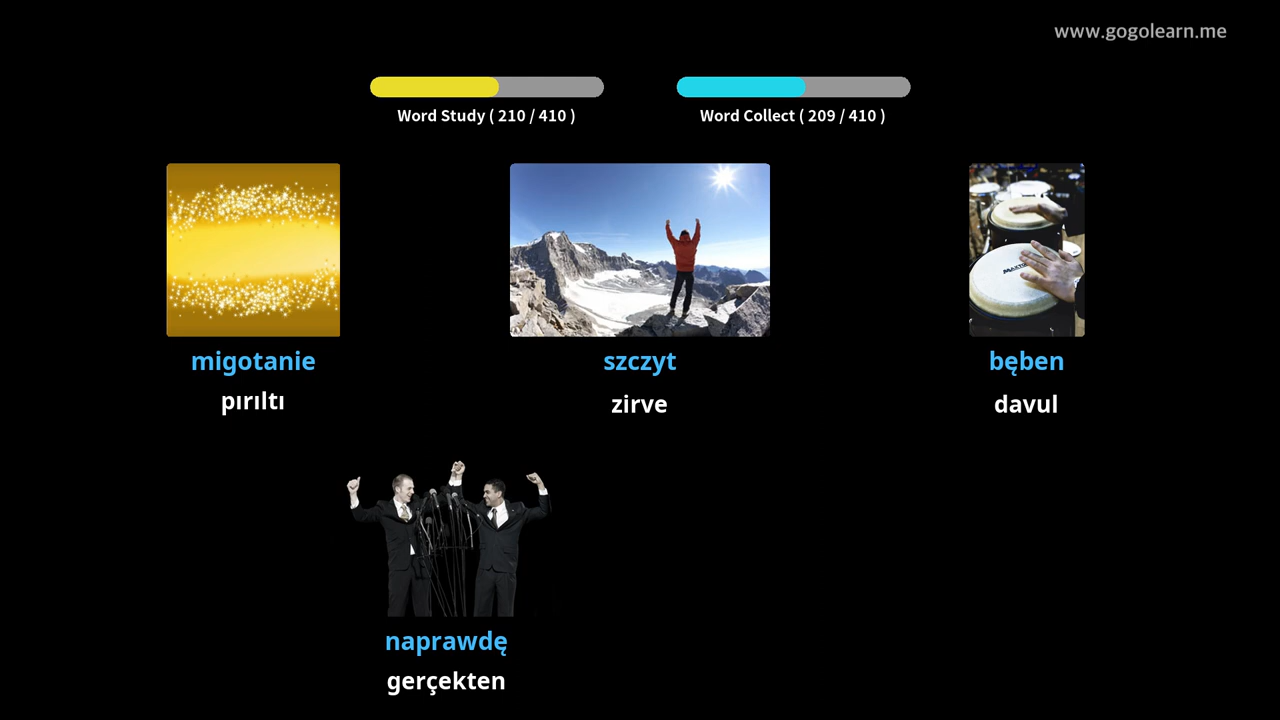 www.gogolearn.me
Word Study ( 210 / 410 )
Word Collect ( 209 / 410 )
migotanie
pırıltı
szczyt
zirve
bęben
davul
naprawdę
gerçekten